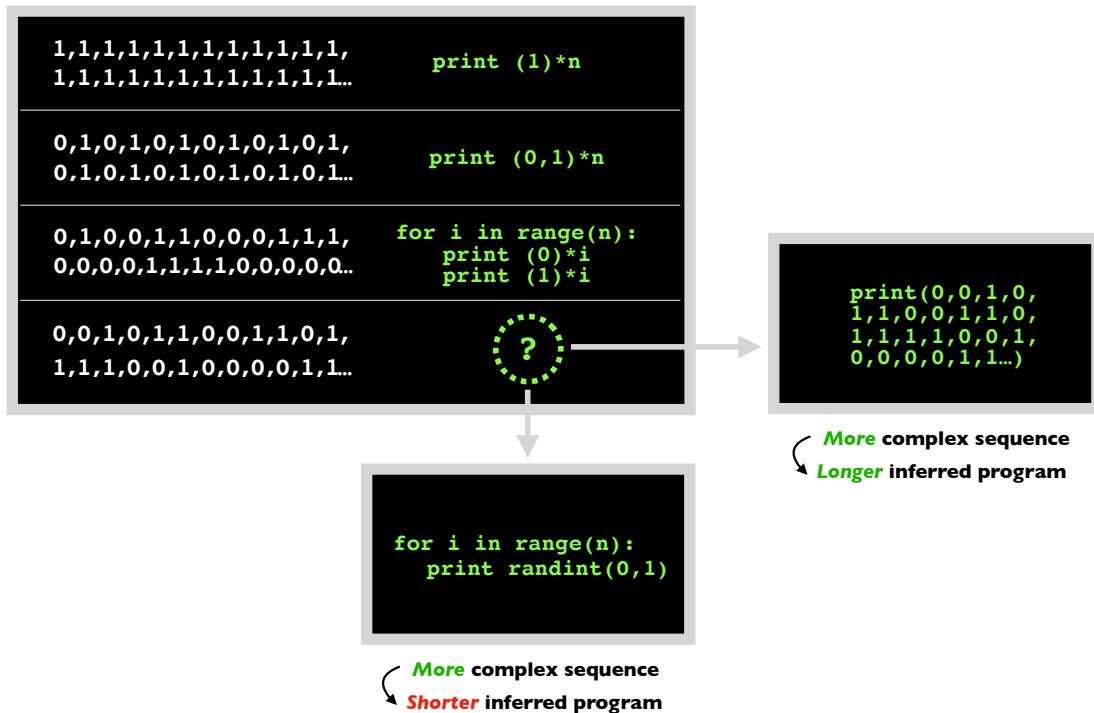 1,1,1,1,1,1,1,1,1,1,1,1,
1,1,1,1,1,1,1,1,1,1,1,1…
print (1)*n
0,1,0,1,0,1,0,1,0,1,0,1,
0,1,0,1,0,1,0,1,0,1,0,1…
print (0,1)*n
0,1,0,0,1,1,0,0,0,1,1,1,
0,0,0,0,1,1,1,1,0,0,0,0,0…
for i in range(n):
print (0)*i
print (1)*i
0,0,1,0,1,1,0,0,1,1,0,1,
1,1,1,0,0,1,0,0,0,0,1,1…
?
print(0,0,1,0,
1,1,0,0,1,1,0,
1,1,1,1,0,0,1,
0,0,0,0,1,1…)
More complex sequence
Longer inferred program
for i in range(n):
print randint(0,1)
More complex sequence
Shorter inferred program